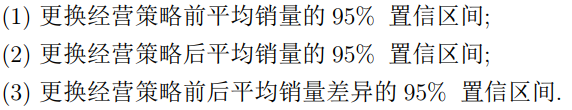 (1) 更换经营策略前平均销量的 95% 置信区间;
(2) 更换经营策略后平均销量的 95% 置信区间;
(3) 更换经营策略前后平均销量差异的 95% 置信区间.